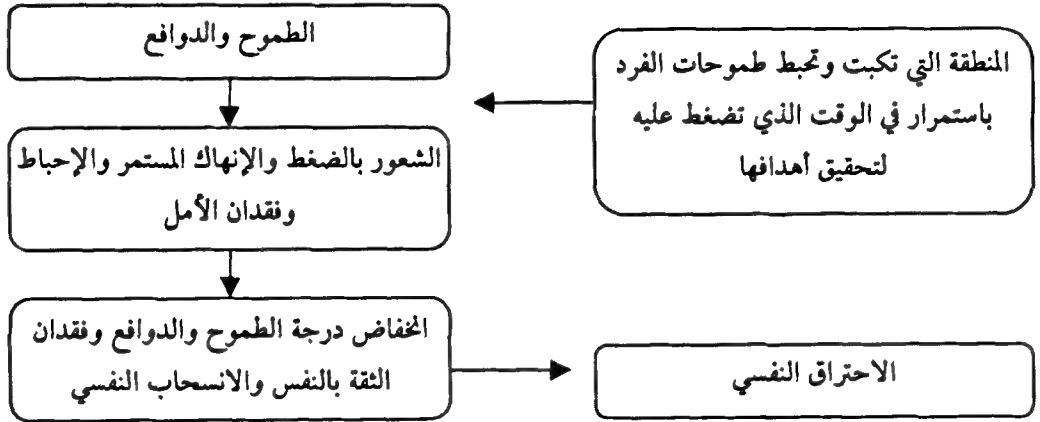 الطموح والدوافع
المنطقة التي تكبت وتحبط طموحات الفرد
باستمرار في الوقت الذي تضغط عليه
لتحقيق أهدافها
الشعور بالضغط والإنهاك المستمر والإحباط
وفقدان الأمل
انخفاض درجة الطموح والدوافع وفقدان
الثقة بالنفس والانسحاب النفسي
الاحتراق النفسي